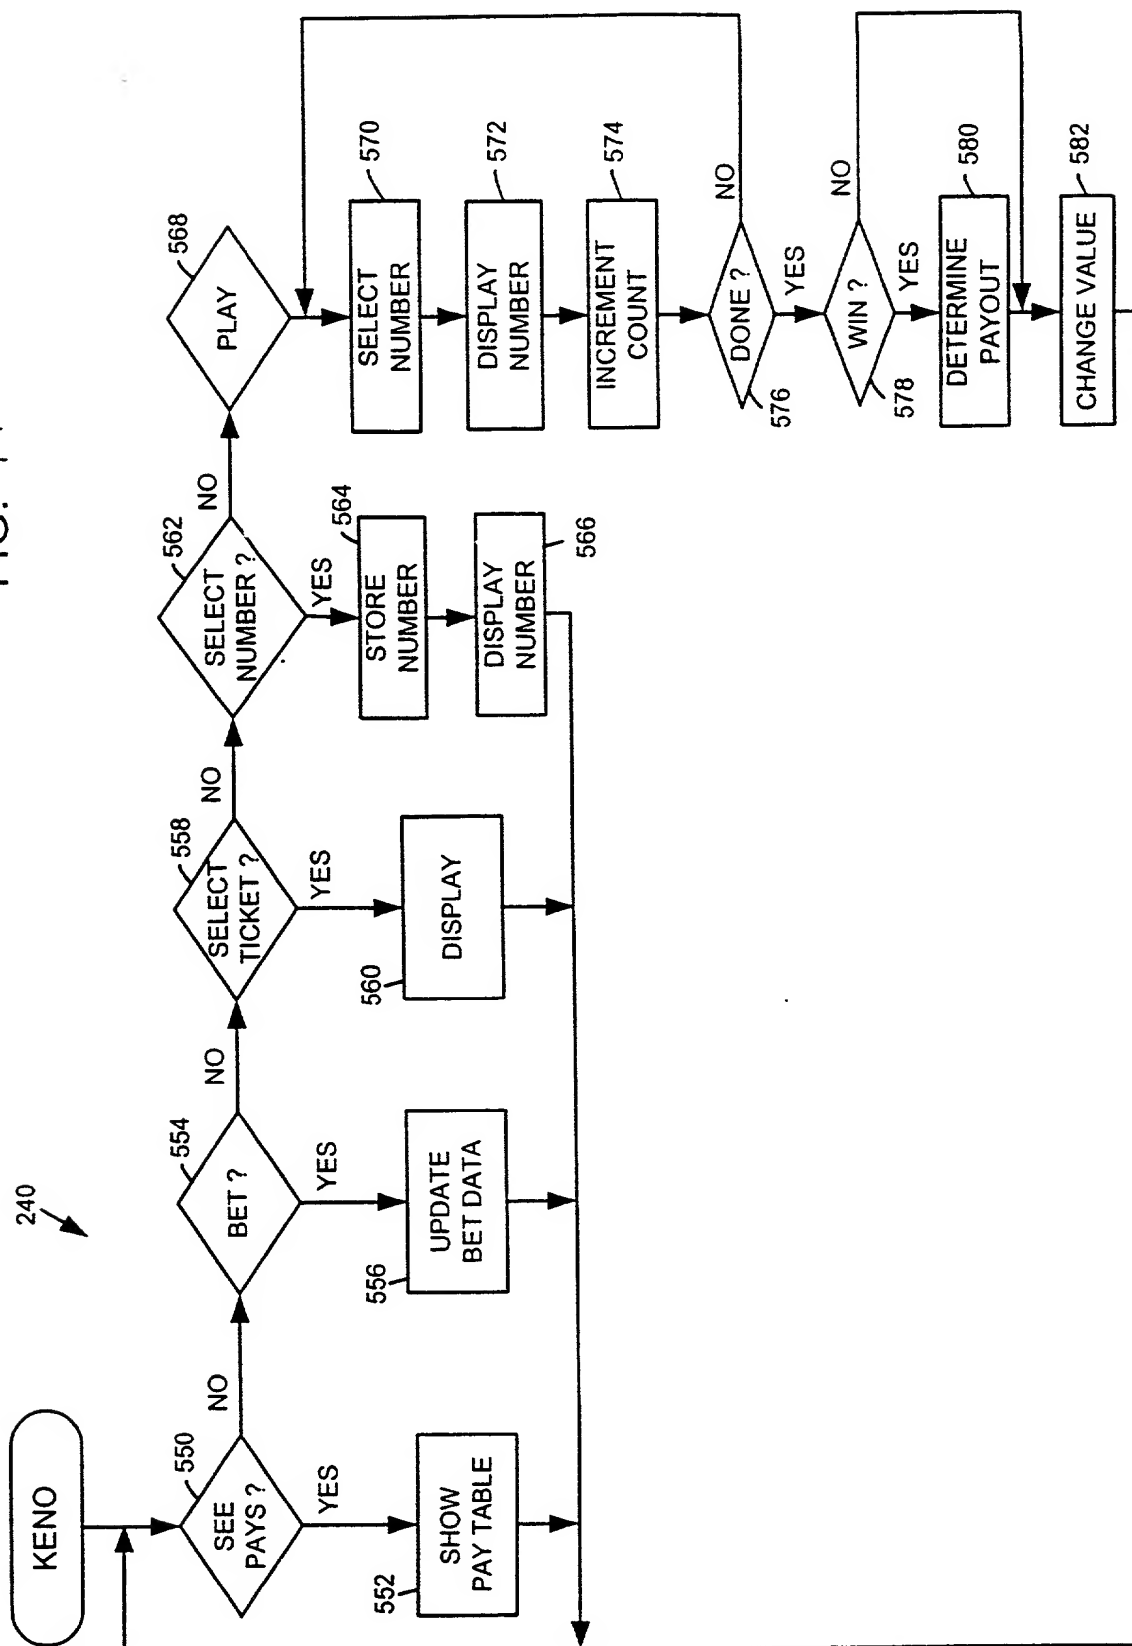 FIG.
240
KENO
550
SEE
PAYS ?
NO
YES
552
SHOW
PAY TABLE
554
BET ?
NO
YES
556
UPDATE
BET DATA
558
SELECT
TICKET ?
NO
YES
560
DISPLAY
562
SELECT
NUMBER ?
NO
YES
564
STORE
NUMBER
566
DISPLAY
NUMBER
568
PLAY
570
SELECT
NUMBER
572
DISPLAY
NUMBER
574
INCREMENT
COUNT
576
DONE ?
NO
YES
578
WIN ?
NO
YES
580
DETERMINE
PAYOUT
582
CHANGE VALUE